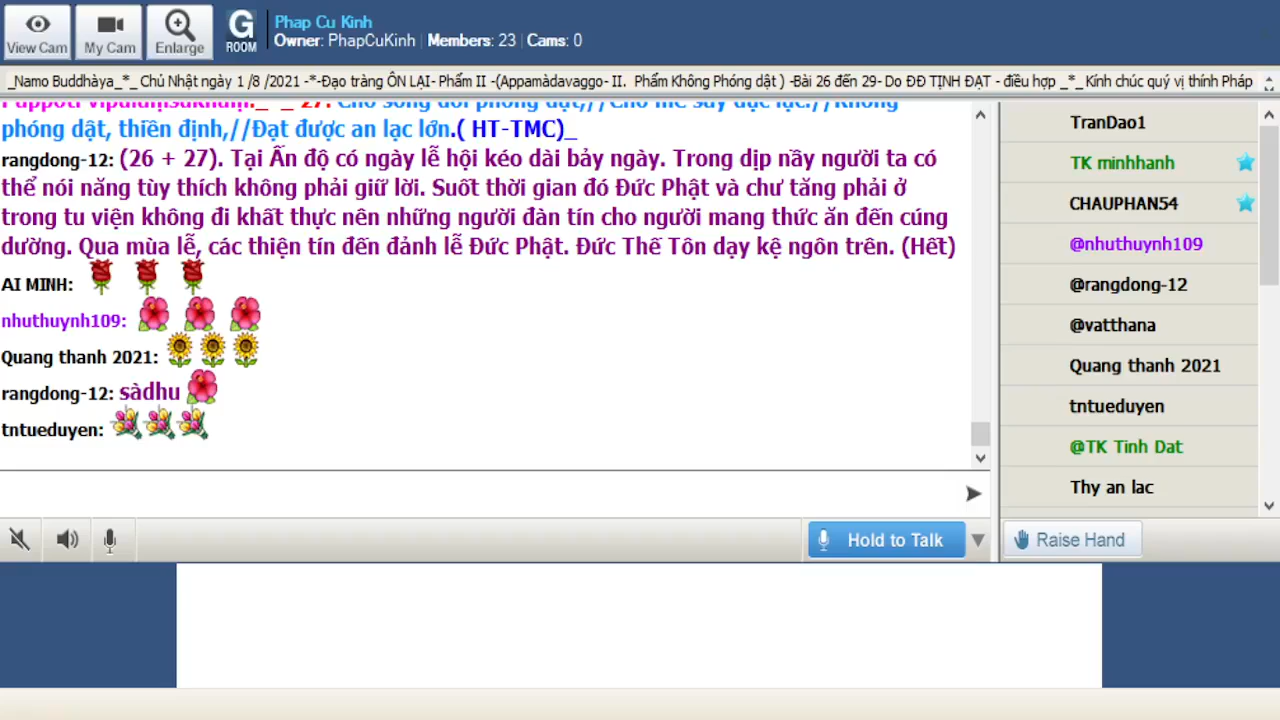 View Cam
My Cam
Enlarge
G
ROOM
Phap Cu Kinh
Owner: PhapCuKinh | Members: 23 | Cams: 0
_Namo Buddhàya_*_ Chủ Nhật ngày 1 /8 /2021 -*-Đạo tràng ÔN LẠI- Phẩm II -(Appamàdavaggo- II. Phẩm Không Phóng dật ) -Bài 26 đến 29- Do ĐĐ TỊNH ĐẠT - điều hợp _*_Kính chúc quý vị thính Pháp
phóng dật, thiền định,//Đạt được an lạc lớn.( HT-TMC)_
rangdong-12: (26 + 27). Tại Ấn độ có ngày lễ hội kéo dài bảy ngày. Trong dịp nầy người ta có
thể nói năng tùy thích không phải giữ lời. Suốt thời gian đó Đức Phật và chư tăng phải ở
trong tu viện không đi khất thực nên những người đàn tín cho người mang thức ăn đến cúng
dường. Qua mùa lễ, các thiện tín đến đảnh lễ Đức Phật. Đức Thế Tôn dạy kệ ngôn trên. (Hết)
AI MINH:
nhuthuynh109:
Quang thanh 2021:
rangdong-12: sàdhu
tntueduyen:
TranDao1
TK minhhanh
CHAUPHAN54
@nhuthuynh109
@rangdong-12
@vatthana
Quang thanh 2021
tntueduyen
@TK Tinh Dat
Thy an lac
Hold to Talk
Raise Hand